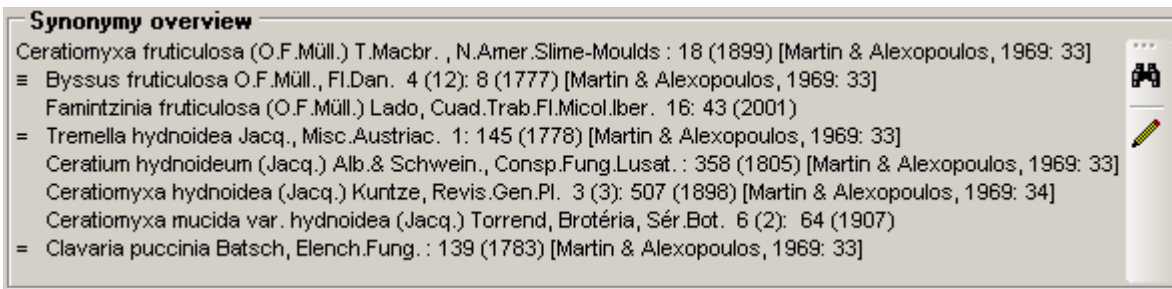 Synonymy overview
Ceratiomyxa fruticulosa (O.F.Müll.) T.Macbr. , N.Amer.Slime-Moulds : 18 (1899) [Martin & Alexopoulos, 1969: 33]
≡ Byssus fruticulosa O.F.Müll., Fl.Dan. 4 (12): 8 (1777) [Martin & Alexopoulos, 1969: 33]
Famintzinia fruticulosa (O.F.Müll.) Lado, Cuad.Trab.Fl.Micol.Iber. 16: 43 (2001)
= Tremella hydnoidea Jacq., Misc.Austriac. 1: 145 (1778) [Martin & Alexopoulos, 1969: 33]
Ceratium hydnoideum (Jacq.) Alb.& Schwein., Consp.Fung.Lusat. : 358 (1805) [Martin & Alexopoulos, 1969: 33]
Ceratiomyxa hydnoidea (Jacq.) Kuntze, Revis.Gen.Pl. 3 (3): 507 (1898) [Martin & Alexopoulos, 1969: 34]
Ceratiomyxa mucida var. hydnoidea (Jacq.) Torrend, Brotéria, Sér.Bot. 6 (2): 64 (1907)
= Clavaria puccinia Batsch, Elench.Fung. : 139 (1783) [Martin & Alexopoulos, 1969: 33]